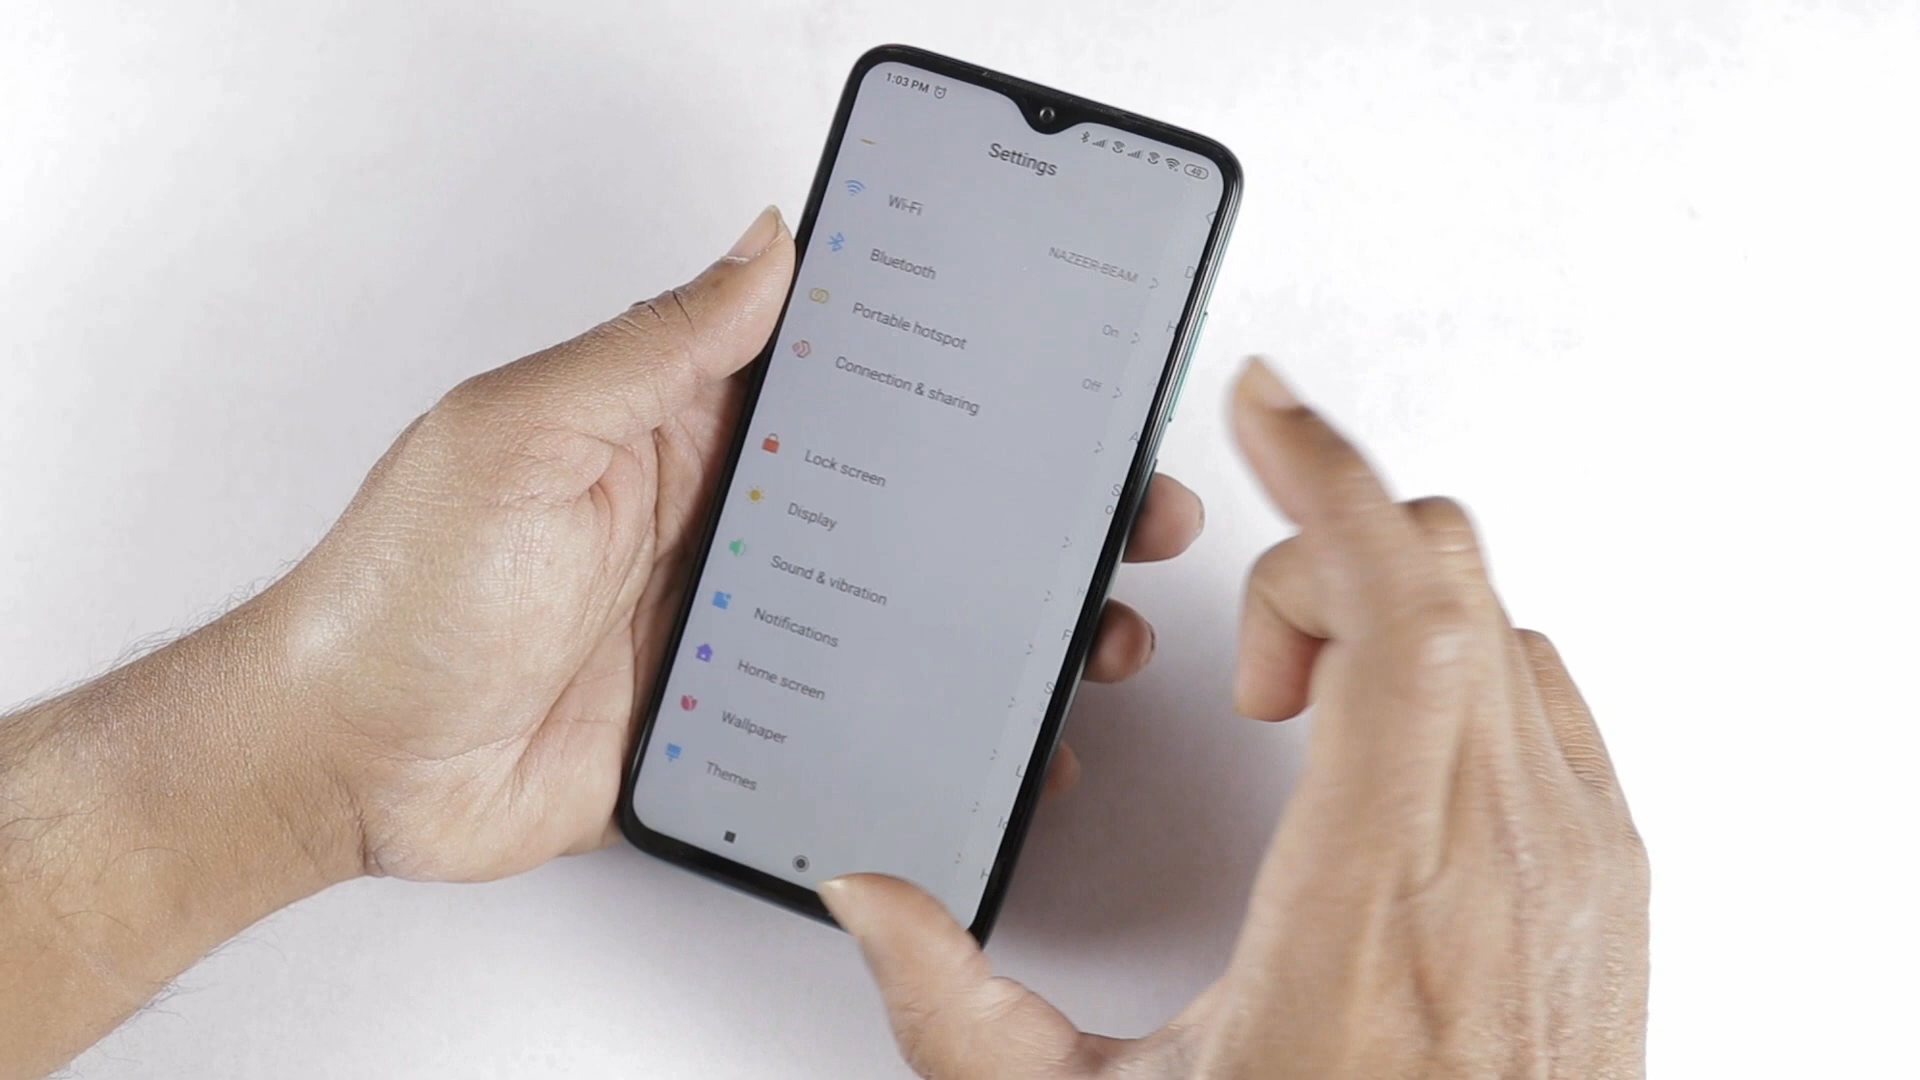 1:03 PM
49
Settings
Wi-Fi
NAZEER-BEAM
Bluetooth
On
Portable hotspot
Off
Connection & sharing
Lock screen
Display
Sound & vibration
Notifications
Home screen
Wallpaper
Themes